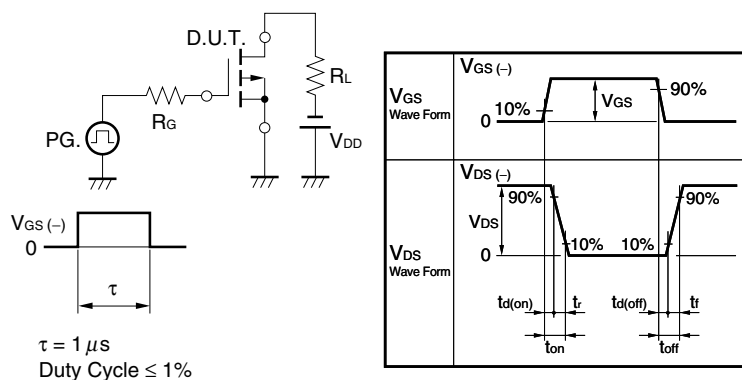 D.U.T.
RL
RG
PG.
VDD
VGS (−)
0
τ
τ = 1 μs
Duty Cycle ≤ 1%
VGS
Wave Form
VGS (−)
10%
0
VGS
90%
VDS
Wave Form
VDS (−)
90%
VDS
0
10%
10%
90%
td(on)
tr
td(off)
tf
ton
toff